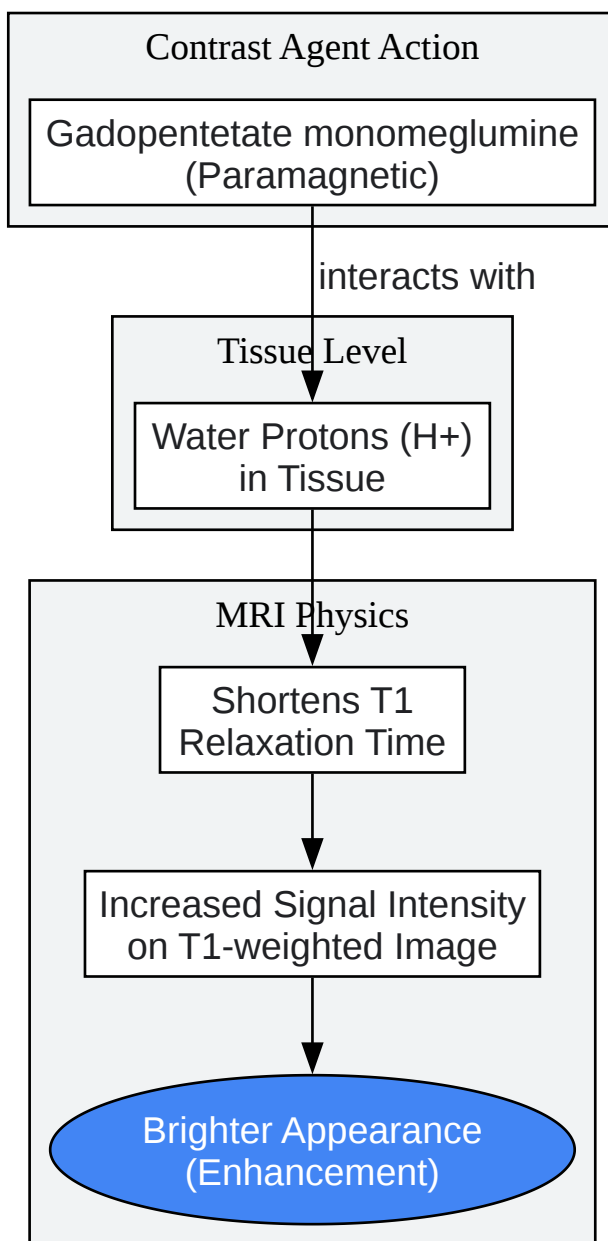 Contrast Agent Action
Gadopentetate monomeglumine
(Paramagnetic)
interacts with
Tissue Level
Water Protons (H+)
in Tissue
MRI Physics
Shortens T1
Relaxation Time
Increased Signal Intensity
on T1-weighted Image
Brighter Appearance
(Enhancement)